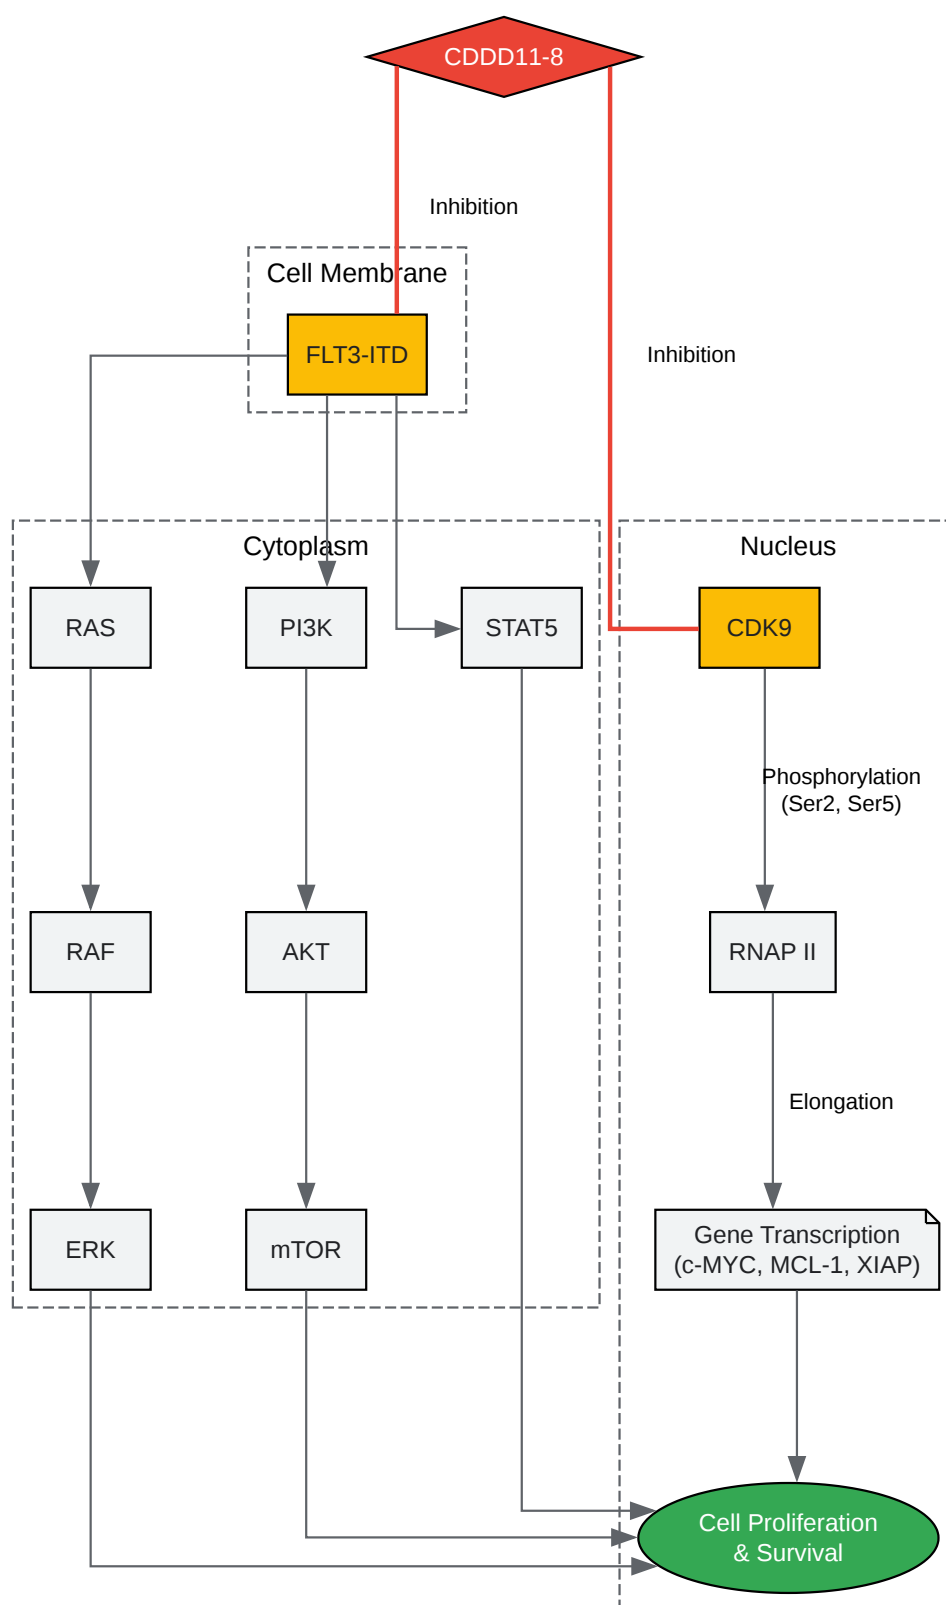 CDDD11-8
Inhibition
Cell Membrane
FLT3-ITD
Inhibition
Cytoplasm
Nucleus
RAS
PI3K
STAT5
CDK9
Phosphorylation
(Ser2, Ser5)
RAF
AKT
RNAP II
Elongation
ERK
mTOR
Gene Transcription
(c-MYC, MCL-1, XIAP)
Cell Proliferation
& Survival